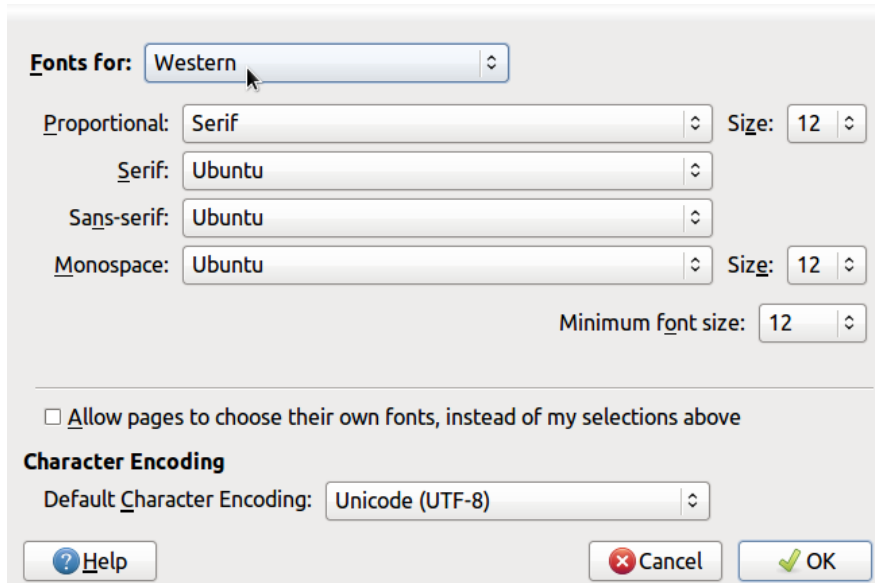 Fonts for: Western
Proportional: Serif Size: 12
Serif: Ubuntu
Sans-serif: Ubuntu
Monospace: Ubuntu Size: 12
Minimum font size: 12
Allow pages to choose their own fonts, instead of my selections above
Character Encoding
Default Character Encoding: Unicode (UTF-8)
Help Cancel OK